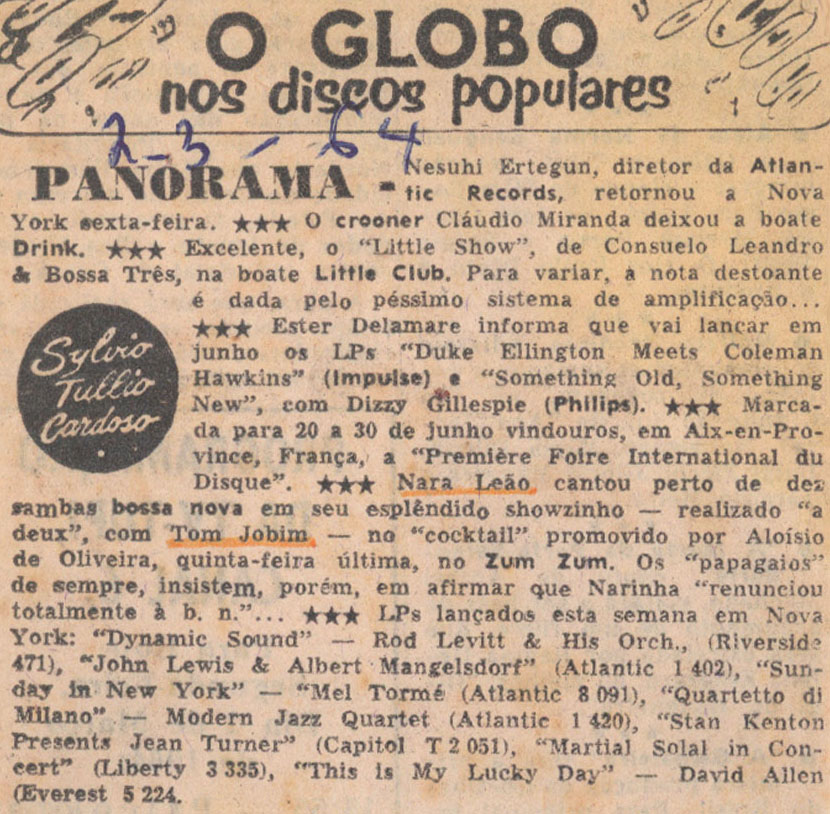 O GLOBO
nos discos populares
2-3-64
PANORAMA - Nesuhi Ertegun, diretor da Atlan-
tic Records, retornou a Nova
York sexta-feira. ★★★ O crooner Cláudio Miranda deixou a boate
Drink. ★★★ Excelente, o "Little Show", de Consuelo Leandro
& Bossa Três, na boate Little Club. Para variar, a nota destoante
é dada pelo péssimo sistema de amplificação...
★★★ Ester Delamare informa que vai lançar em
junho os LPs "Duke Ellington Meets Coleman
Hawkins" (Impulse) e "Something Old, Something
New", com Dizzy Gillespie (Philips). ★★★ Marca-
da para 20 a 30 de junho vindouros, em Aix-en-Pro-
vince, França, a "Première Foire International du
Disque". ★★★ Nara Leão cantou perto de dez
Sylvio
Tullio
Cardoso
sambas bossa nova em seu esplêndido showzinho — realizado "a
deux", com Tom Jobim — no "cocktail" promovido por Aloísio
de Oliveira, quinta-feira última, no Zum Zum. Os "papagaios"
de sempre, insistem, porém, em afirmar que Narinha "renunciou
totalmente à b. n."... ★★★ LPs lançados esta semana em Nova
York: "Dynamic Sound" — Rod Levitt & His Orch., (Riverside
471), "John Lewis & Albert Mangelsdorf" (Atlantic 1 402), "Sun-
day in New York" — "Mel Tormé (Atlantic 8 091), "Quartetto di
Milano" — Modern Jazz Quartet (Atlantic 1 420), "Stan Kenton
Presents Jean Turner" (Capitol T 2 051), "Martial Solal in Con-
cert" (Liberty 3 335), "This is My Lucky Day" — David Allen
(Everest 5 224.